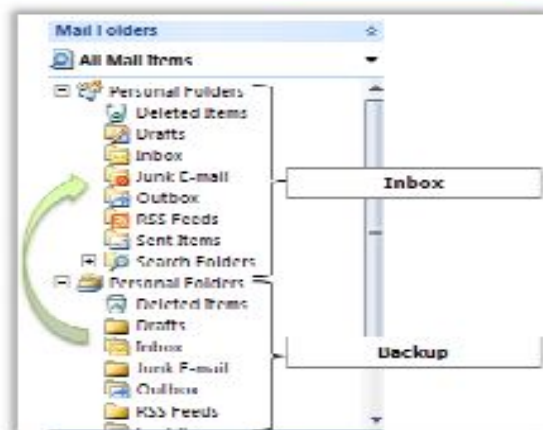 Mail Folders
All Mail Items
Personal Folders
Deleted Items
Drafts
Inbox
Junk E-mail
Outbox
RSS Feeds
Sent Items
Search Folders
Personal Folders
Deleted Items
Drafts
Inbox
Junk E-mail
Outbox
RSS Feeds
Inbox
Backup